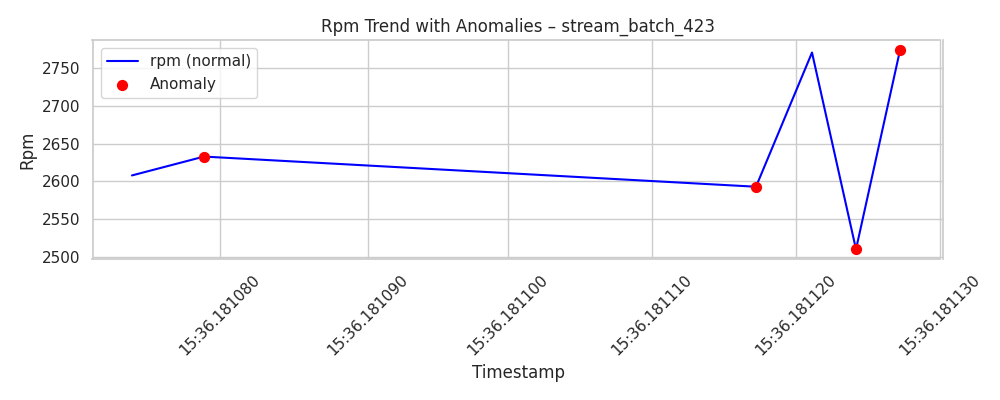 Rpm Trend with Anomalies – stream_batch_423
rpm (normal)
Anomaly
Rpm
2750
2700
2650
2600
2550
2500
15:36.181080
15:36.181090
15:36.181100
15:36.181110
15:36.181120
15:36.181130
Timestamp